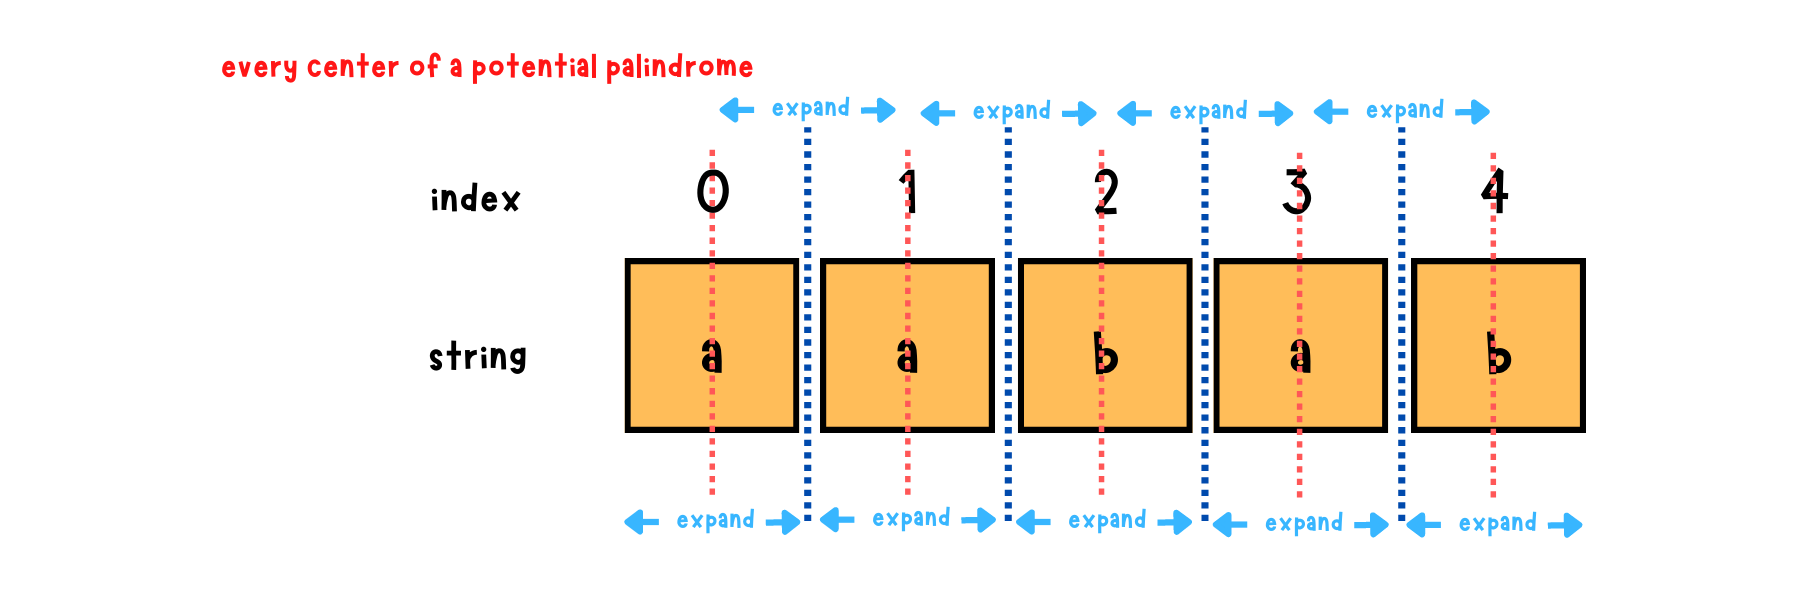 every center of a potential palindrome
expand expand expand expand
index 0 1 2 3 4
string a a b a b
expand expand expand expand expand